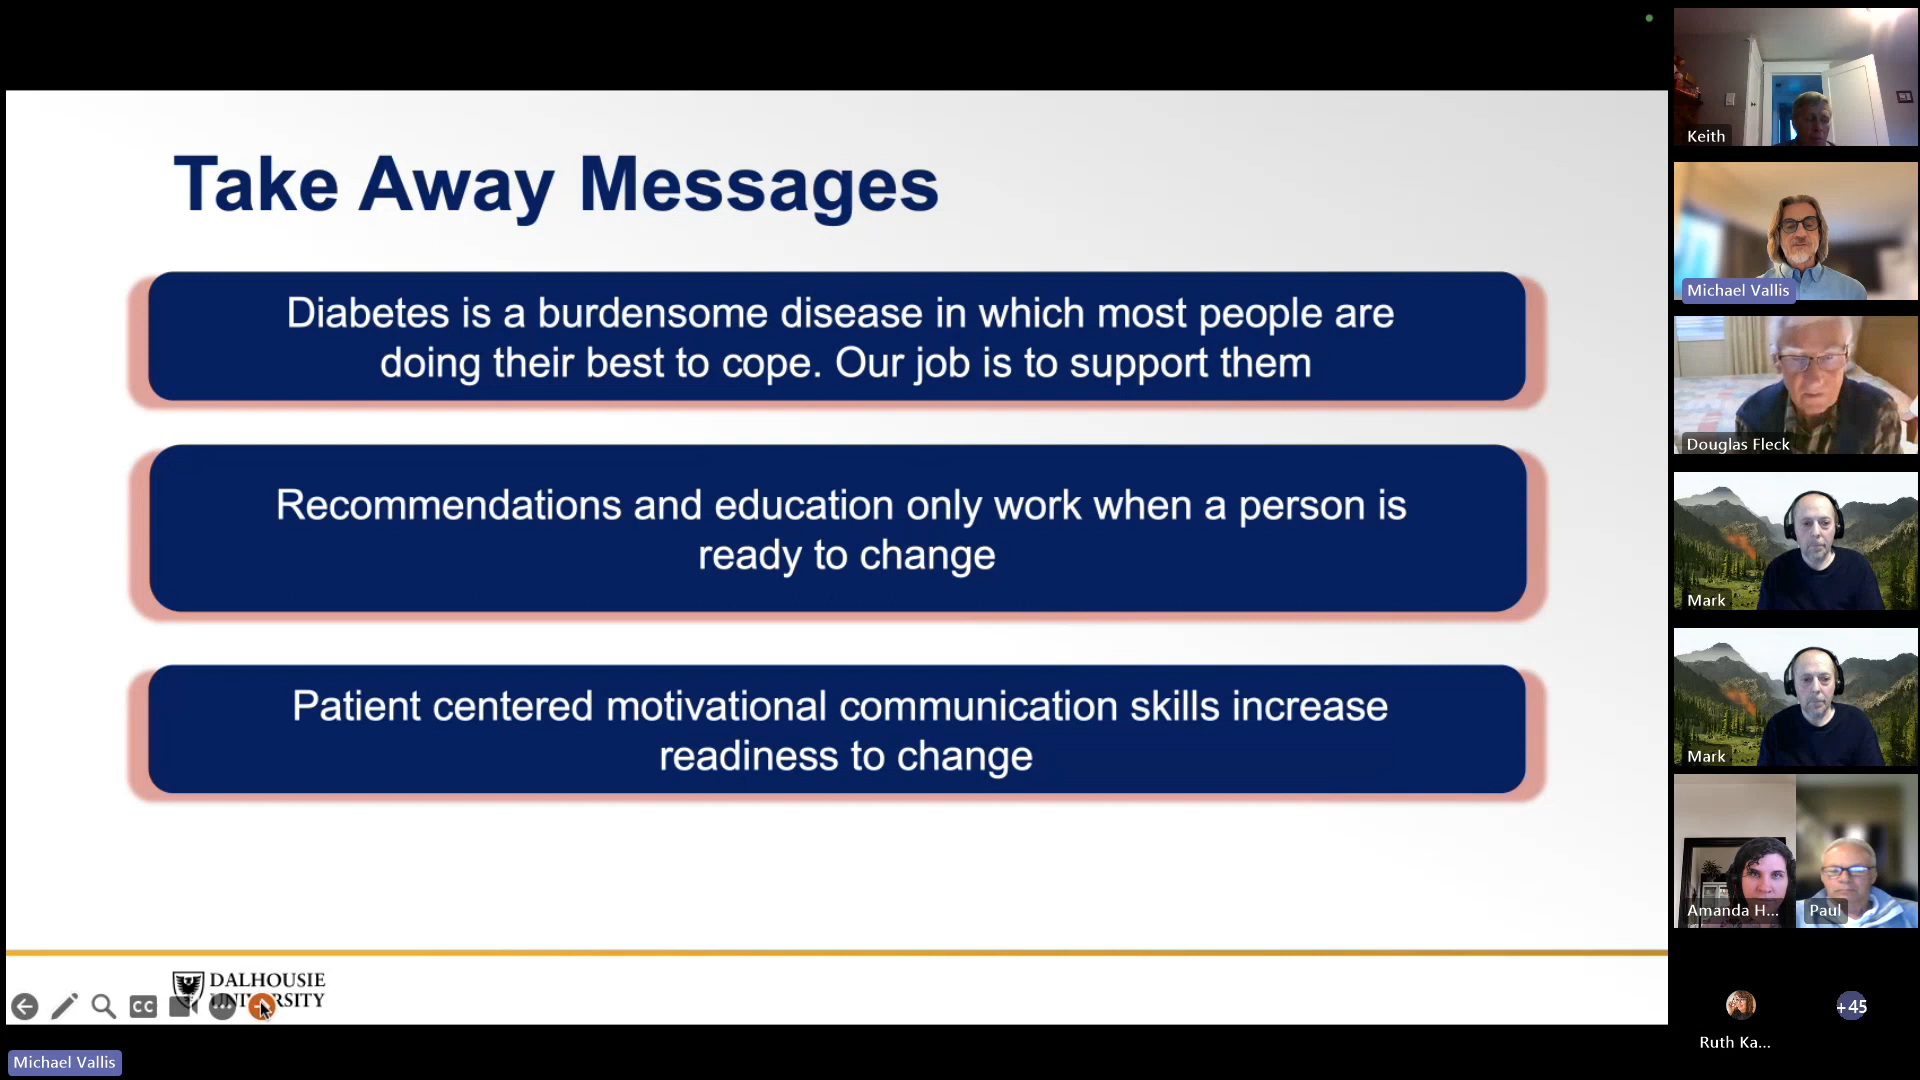 Take Away Messages
Diabetes is a burdensome disease in which most people are
doing their best to cope. Our job is to support them
Recommendations and education only work when a person is
ready to change
Patient centered motivational communication skills increase
readiness to change
DALHOUSIE
UNIVERSITY
CC
Michael Vallis
Keith
Michael Vallis
Douglas Fleck
Mark
Mark
Amanda H...
Paul
Ruth Ka...
+45